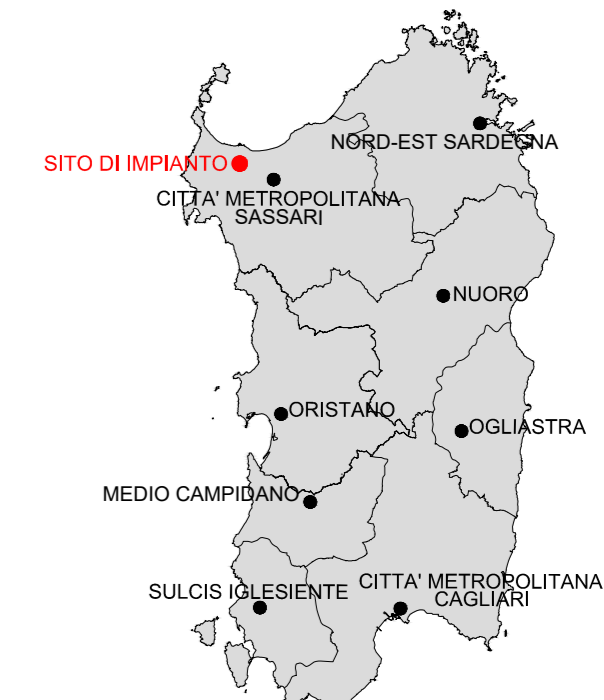 NORD-EST SARDEGNA
SITO DI IMPIANTO
CITTA' METROPOLITANA
SASSARI
NUORO
ORISTANO
OGLIASTRA
MEDIO CAMPIDANO
SULCIS IGLESIENTE
CITTA' METROPOLITANA
CAGLIARI